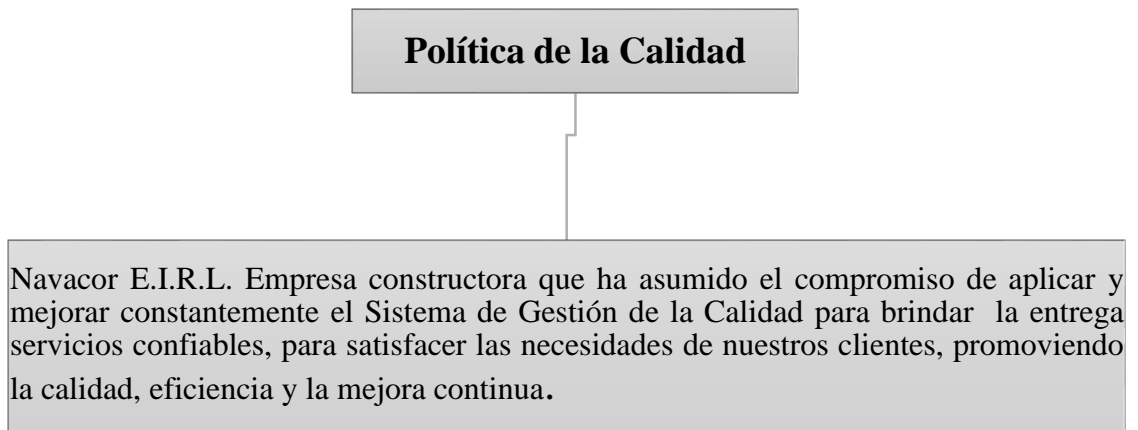 Política de la Calidad
Navacor E.I.R.L. Empresa constructora que ha asumido el compromiso de aplicar y
mejorar constantemente el Sistema de Gestión de la Calidad para brindar  la entrega
servicios confiables, para satisfacer las necesidades de nuestros clientes, promoviendo
la calidad, eficiencia y la mejora continua.